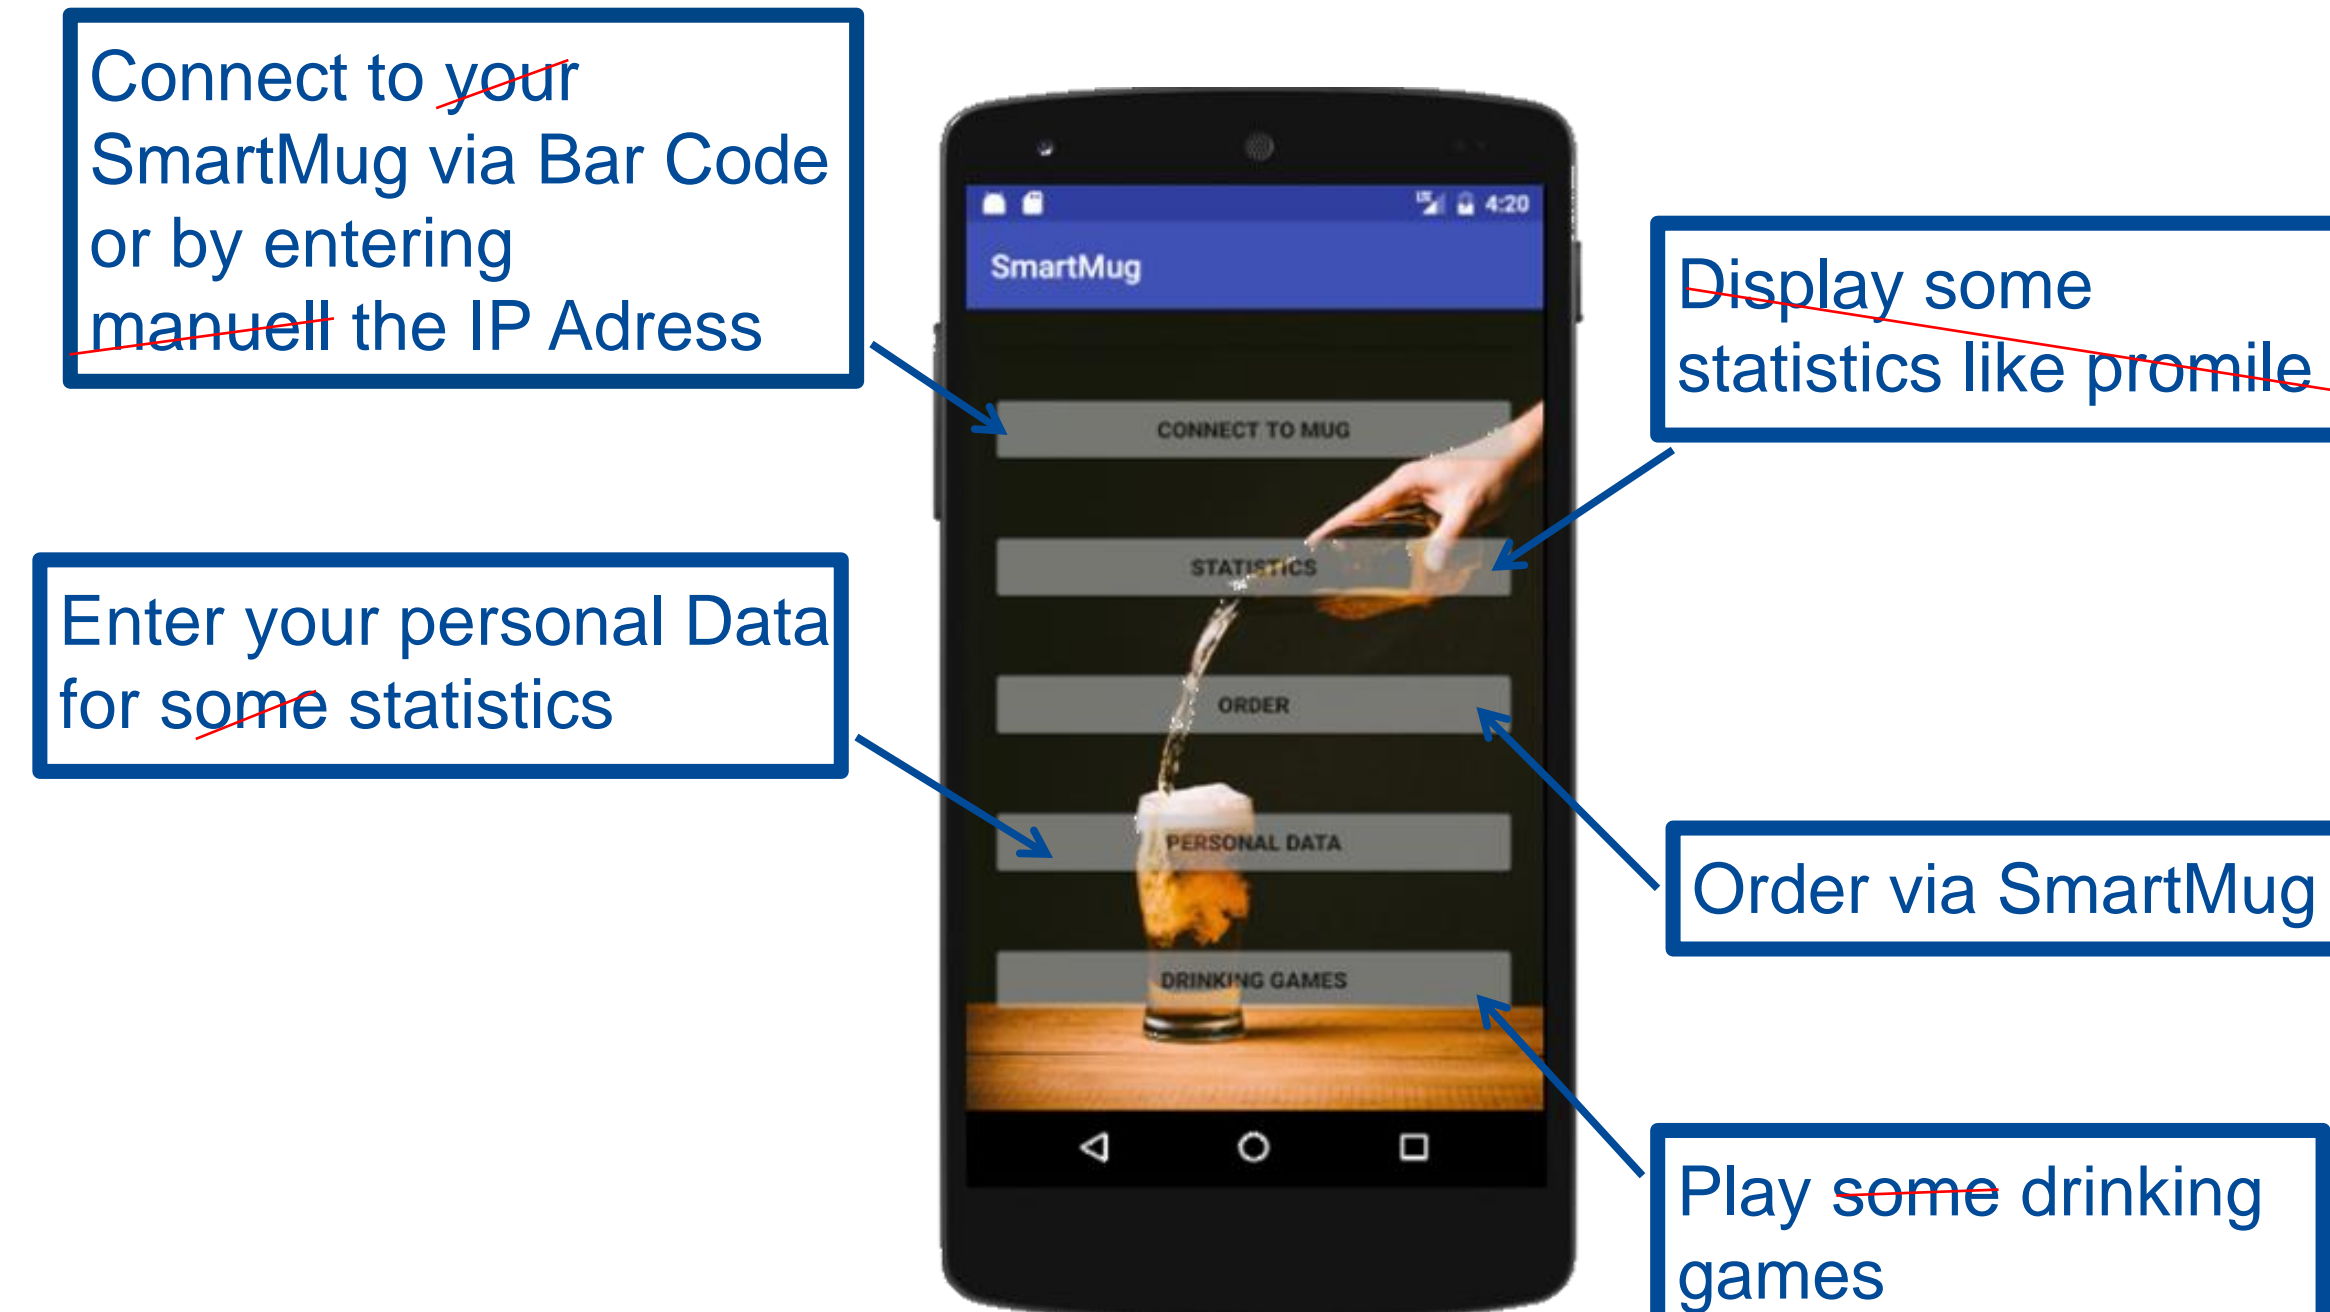 Connect to your
SmartMug via Bar Code
or by entering
manuell the IP Adress
Enter your personal Data
for some statistics
4:20
SmartMug
CONNECT TO MUG
STATISTICS
ORDER
PERSONAL DATA
DRINKING GAMES
Display some
statistics like promile
Order via SmartMug
Play some drinking
games